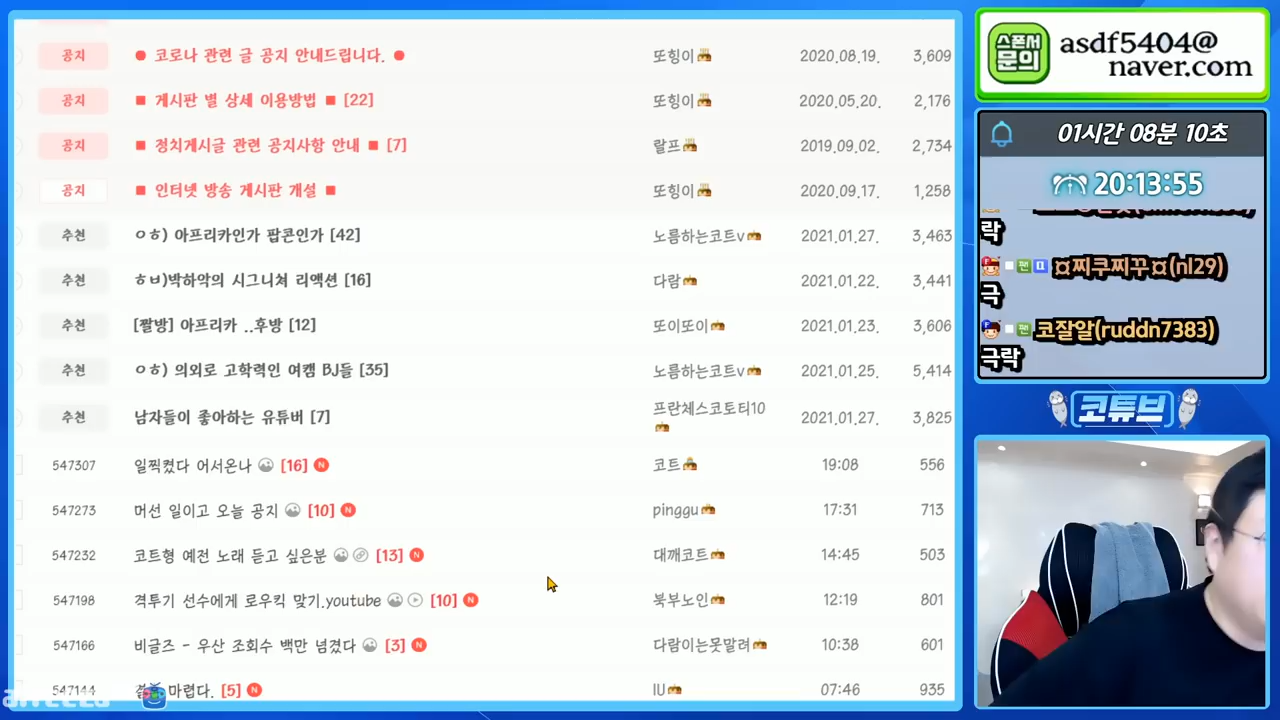 공지 ● 코로나 관련 글 공지 안내드립니다. ● 또힝이 2020.08.19. 3,609
공지 ■ 게시판 별 상세 이용방법 ■ [22] 또힝이 2020.05.20. 2,176
공지 ■ 정치게시글 관련 공지사항 안내 ■ [7] 랄프 2019.09.02. 2,734
공지 ■ 인터넷 방송 게시판 개설 ■ 또힝이 2020.09.17. 1,258
추천 ㅇㅎ) 아프리카인가 팝콘인가 [42] 노름하는코트v 2021.01.27. 3,463
추천 ㅎㅂ)박하악의 시그니쳐 리액션 [16] 다람 2021.01.22. 3,441
추천 [짤방] 아프리카 ..후방 [12] 또이또이 2021.01.23. 3,606
추천 ㅇㅎ) 의외로 고학력인 여캠 BJ들 [35] 노름하는코트v 2021.01.25. 5,414
추천 남자들이 좋아하는 유튜버 [7] 프란체스코토티10 2021.01.27. 3,825
547307 일찍켰다 어서온나 [16] N 코트 19:08 556
547273 머선 일이고 오늘 공지 [10] N pinggu 17:31 713
547232 코트형 예전 노래 듣고 싶은분 [13] N 대깨코트 14:45 503
547198 격투기 선수에게 로우킥 맞기.youtube [10] N 북부노인 12:19 801
547166 비글즈 - 우산 조회수 백만 넘겼다 [3] N 다람이는못말려 10:38 601
547144 마렵다. [5] N IU 07:46 935
스폰서
문의
asdf5404@
naver.com
01시간 08분 10초
20:13:55
락
¤찌쿠찌꾸¤(nl29)
극
코잘알(ruddn7383)
극락
코튜브